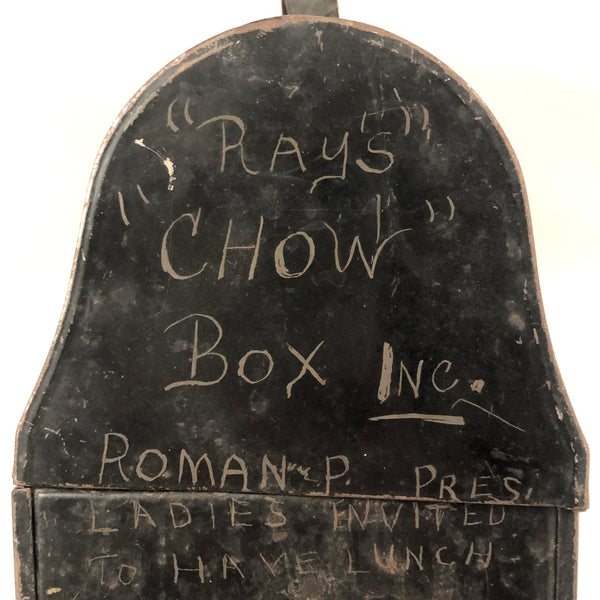 "RAYS"
"CHOW"
BOX INC.
ROMAN P. PRES.
LADIES INVITED
TO HAVE LUNCH